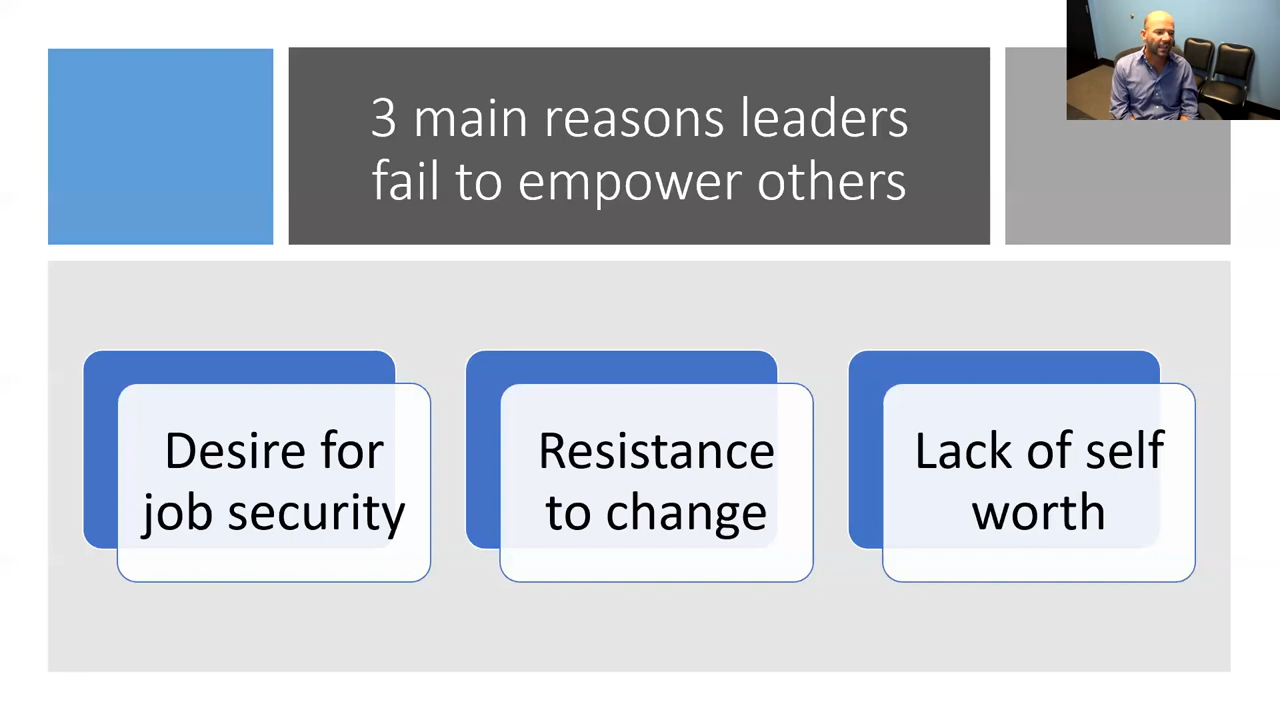 3 main reasons leaders
fail to empower others
Desire for
job security
Resistance
to change
Lack of self
worth